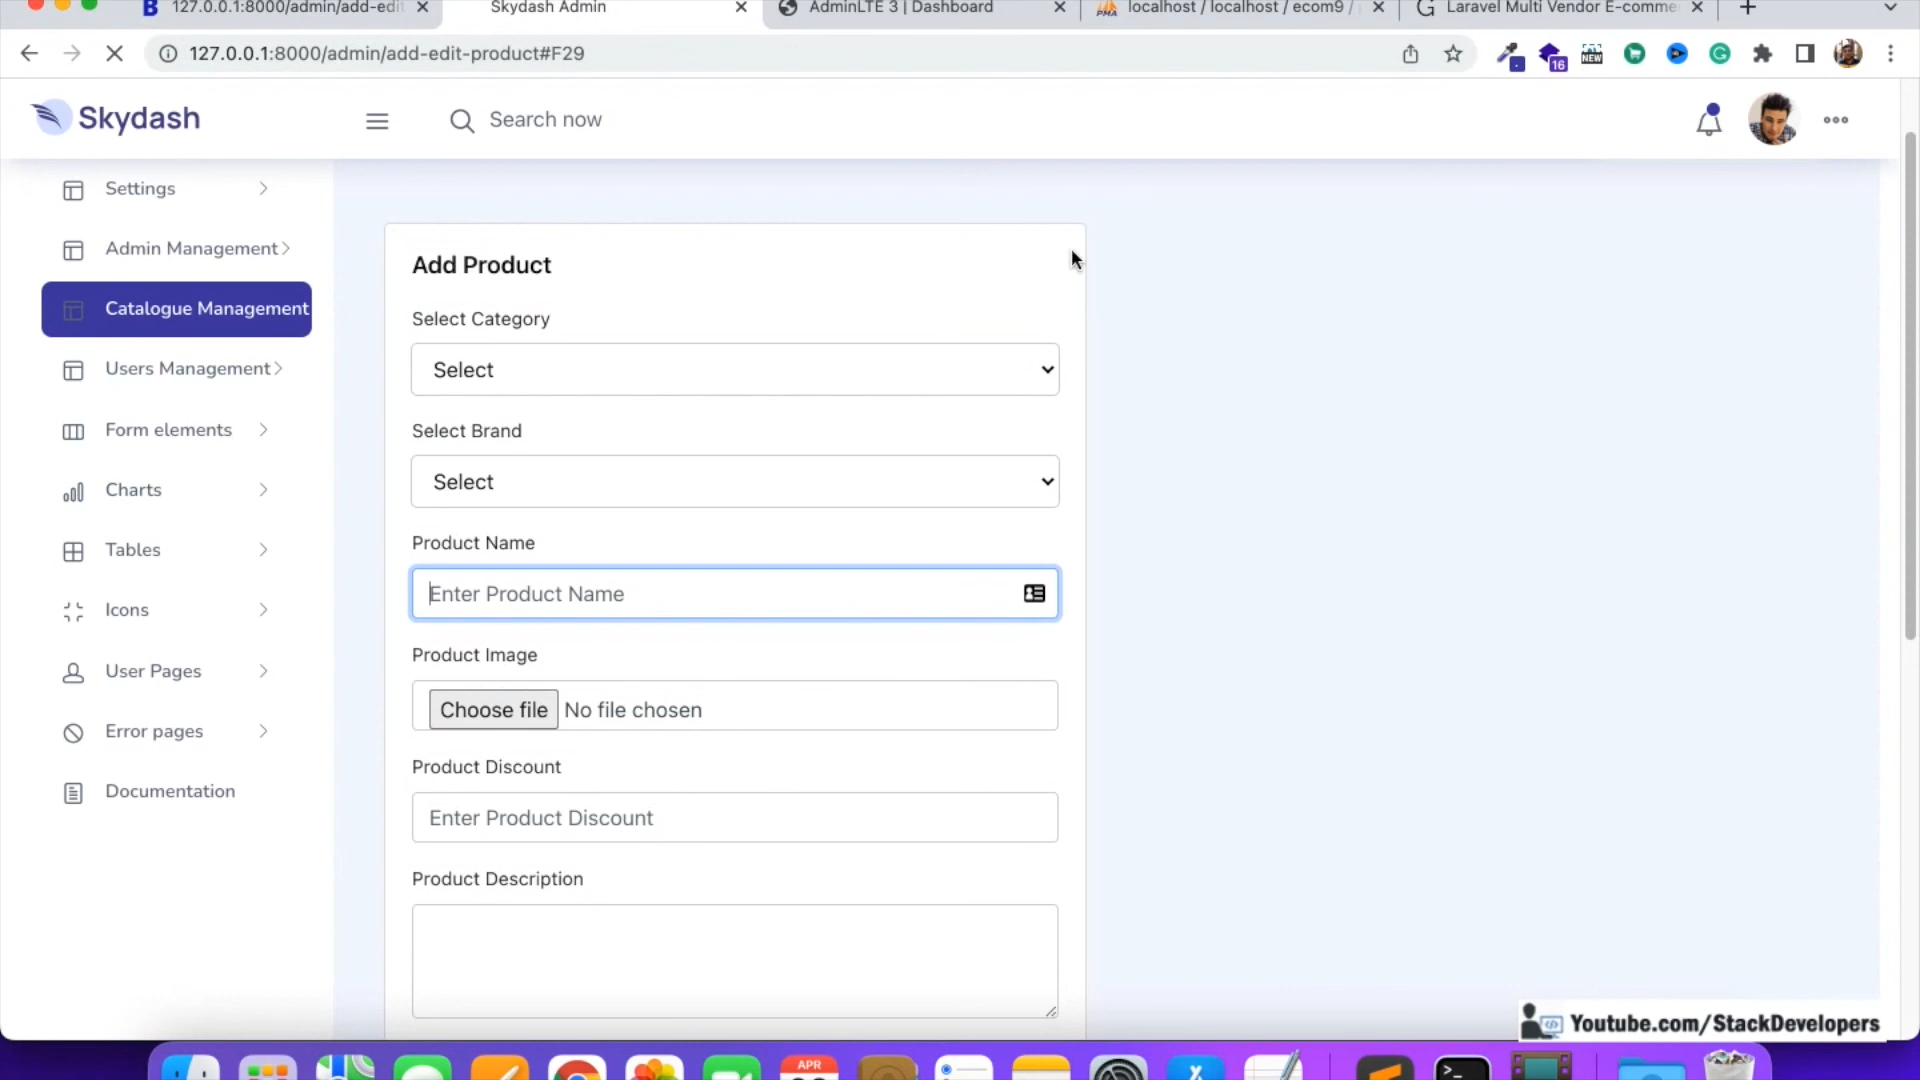 127.0.0.1:8000/admin/add-edit
Skydash Admin
AdminLTE 3 | Dashboard
localhost / localhost / ecom9 /
Laravel Multi Vendor E-comme
127.0.0.1:8000/admin/add-edit-product#F29
16
NEW
Skydash
Search now
Settings
Admin Management
Catalogue Management
Users Management
Form elements
Charts
Tables
Icons
User Pages
Error pages
Documentation
Add Product
Select Category
Select
Select Brand
Select
Product Name
Enter Product Name
Product Image
Choose file No file chosen
Product Discount
Enter Product Discount
Product Description
Youtube.com/StackDevelopers
APR